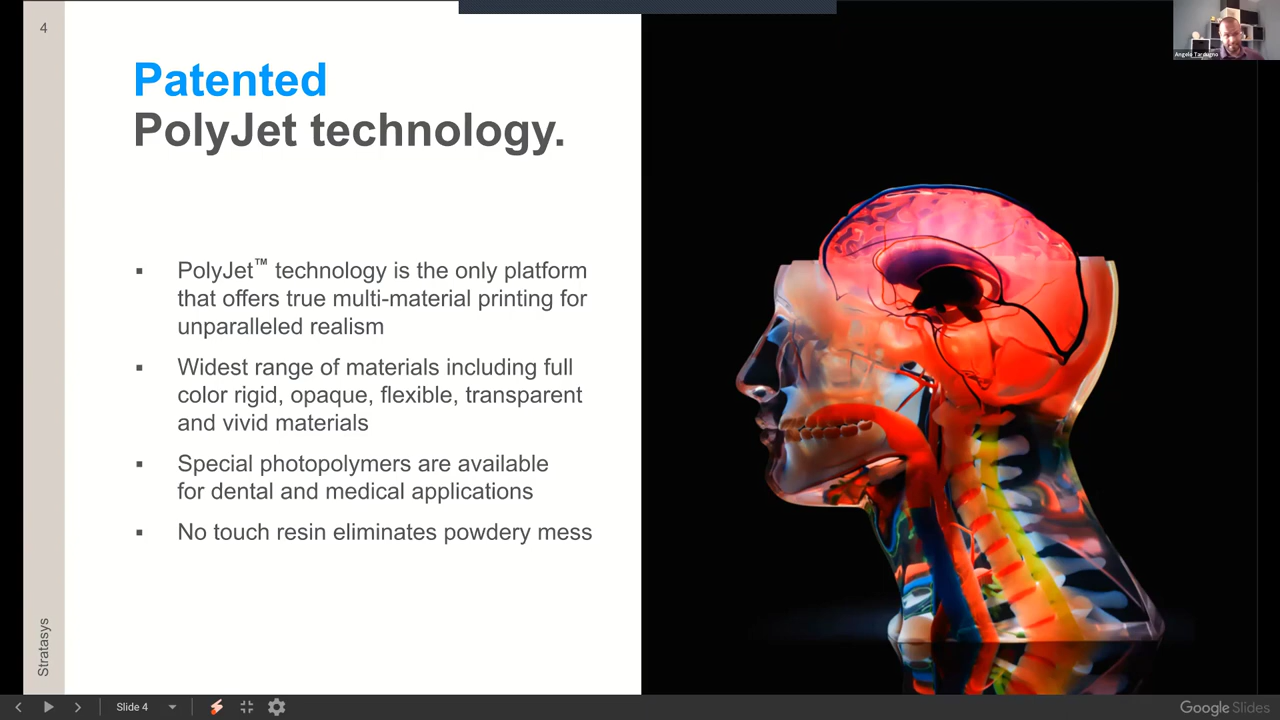 4
Patented
PolyJet technology.
▪ PolyJet™ technology is the only platform
that offers true multi-material printing for
unparalleled realism
▪ Widest range of materials including full
color rigid, opaque, flexible, transparent
and vivid materials
▪ Special photopolymers are available
for dental and medical applications
▪ No touch resin eliminates powdery mess
Stratasys
Angelo Tardugno
Slide 4
Google Slides